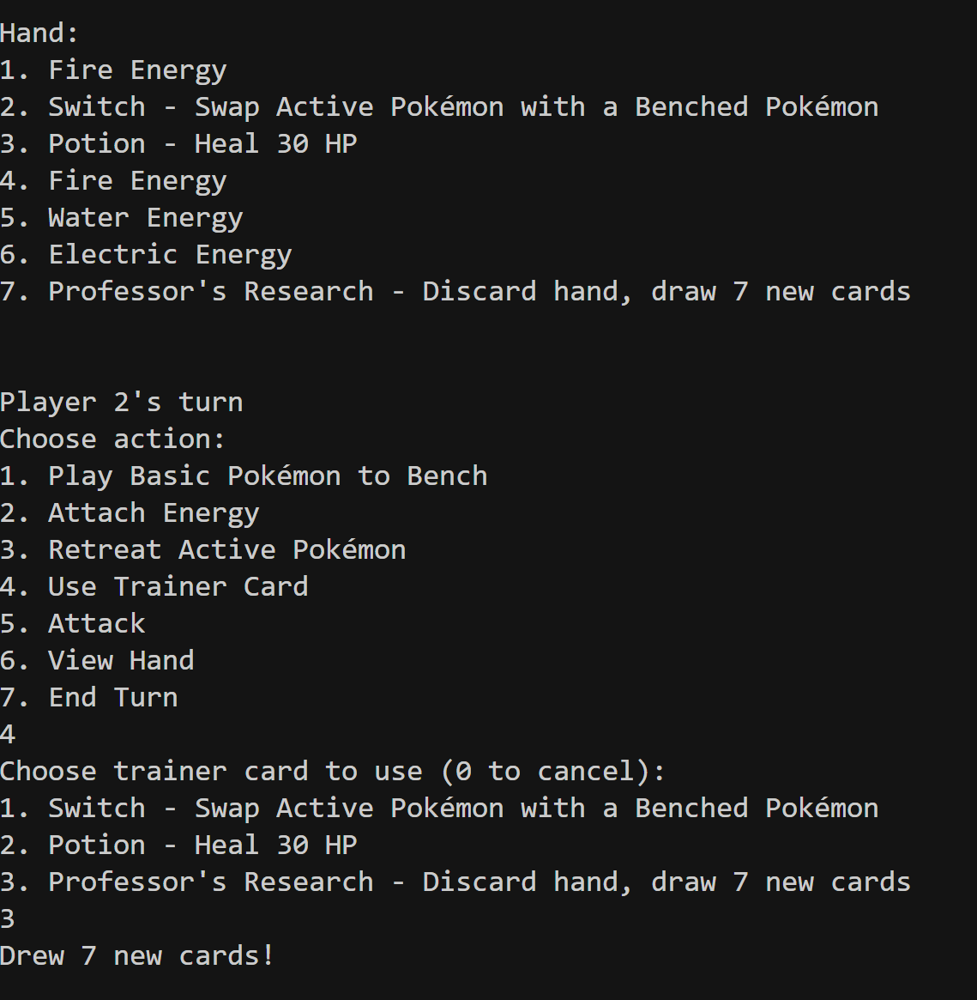 Hand:
1. Fire Energy
2. Switch - Swap Active Pokémon with a Benched Pokémon
3. Potion - Heal 30 HP
4. Fire Energy
5. Water Energy
6. Electric Energy
7. Professor's Research - Discard hand, draw 7 new cards
Player 2's turn
Choose action:
1. Play Basic Pokémon to Bench
2. Attach Energy
3. Retreat Active Pokémon
4. Use Trainer Card
5. Attack
6. View Hand
7. End Turn
4
Choose trainer card to use (0 to cancel):
1. Switch - Swap Active Pokémon with a Benched Pokémon
2. Potion - Heal 30 HP
3. Professor's Research - Discard hand, draw 7 new cards
3
Drew 7 new cards!